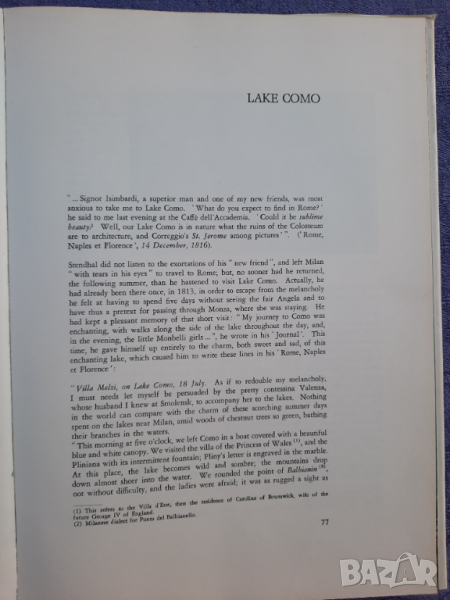 LAKE COMO
"... Signor Isimbardi, a superior man and one of my new friends, was most
anxious to take me to Lake Como. 'What do you expect to find in Rome?'
he said to me last evening at the Caffè dell'Accademia. 'Could it be sublime
beauty? Well, our Lake Como is in nature what the ruins of the Colosseum
are to architecture, and Correggio's St. Jerome among pictures'". ('Rome,
Naples et Florence', 14 December, 1816).
Stendhal did not listen to the exortations of his "new friend", and left Milan
"with tears in his eyes" to travel to Rome; but, no sooner had he returned,
the following summer, than he hastened to visit Lake Como. Actually, he
had already been there once, in 1813, in order to escape from the melancholy
he felt at having to spend five days without seeing the fair Angela and to
have thus a pretext for passing through Monza, where she was staying. He
had kept a pleasant memory of that short visit: "My journey to Como was
enchanting, with walks along the side of the lake throughout the day, and,
in the evening, the little Monbelli girls...", he wrote in his 'Journal'. This
time, he gave himself up entirely to the charm, both sweet and sad, of this
enchanting lake, which caused him to write these lines in his 'Rome, Naples
et Florence':
"Villa Melzi, on Lake Como, 18 July. As if to redouble my melancholy,
I must needs let myself be persuaded by the pretty contessina Valenza,
whose husband I knew at Smolensk, to accompany her to the lakes. Nothing
in the world can compare with the charm of these scorching summer days
spent on the lakes near Milan, amid woods of chestnut trees so green, bathing
their branches in the waters.
"This morning at five o'clock, we left Como in a boat covered with a beautiful
blue and white canopy. We visited the villa of the Princess of Wales (1), and the
Pliniana with its intermittent fountain; Pliny's letter is engraved in the marble.
At this place, the lake becomes wild and sombre; the mountains drop
down almost sheer into the water. We rounded the point of Balbianin (2),
not without difficulty, and the ladies were afraid; it was as rugged a sight as
(1) This refers to the Villa d'Este, then the residence of Caroline of Brunswick, wife of the
future George IV of England.
(2) Milanese dialect for Punta del Balbianello.
77
BAZAR